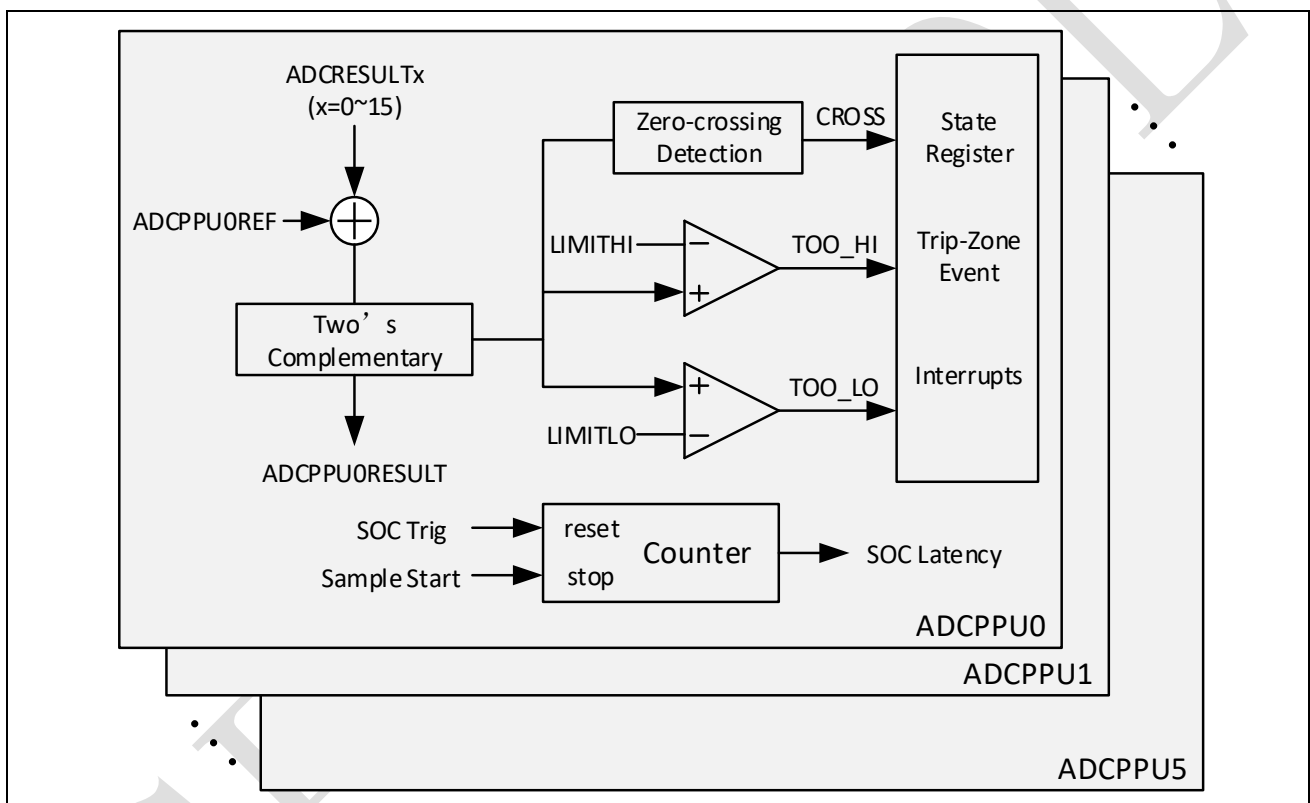 ADCRESULTx
(x=0~15)
ADCPPU0REF
Two's
Complementary
ADCPPU0RESULT
Zero-crossing
Detection
CROSS
LIMITHI
TOO_HI
LIMITLO
TOO_LO
State
Register
Trip-Zone
Event
Interrupts
SOC Trig
Sample Start
reset
stop
Counter
SOC Latency
ADCPPU0
ADCPPU1
ADCPPU5